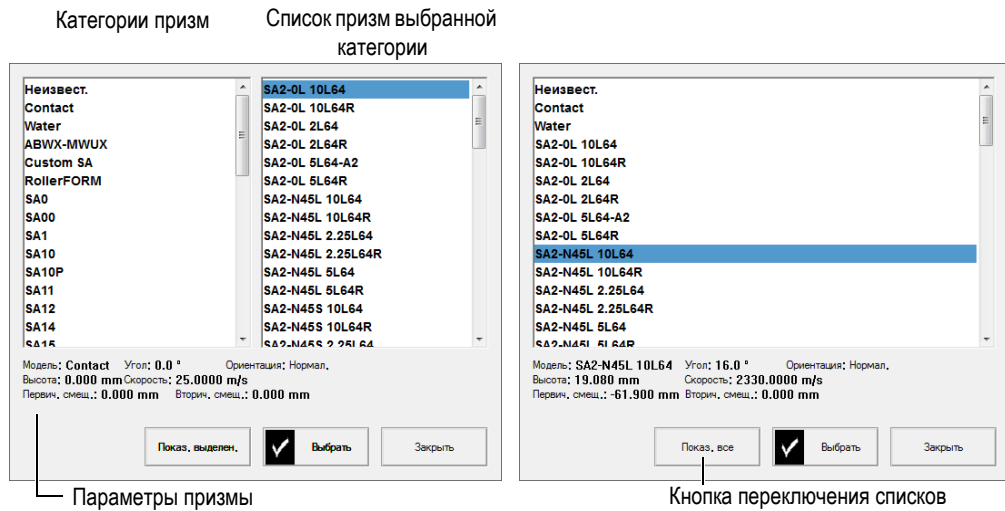 Категории призм
Список призм выбранной
категории
Неизвест.
Contact
Water
ABWX-MWUX
Custom SA
RollerFORM
SA0
SA00
SA1
SA10
SA10P
SA11
SA12
SA14
SA15
SA2-0L 10L64
SA2-0L 10L64R
SA2-0L 2L64
SA2-0L 2L64R
SA2-0L 5L64-A2
SA2-0L 5L64R
SA2-N45L 10L64
SA2-N45L 10L64R
SA2-N45L 2.25L64
SA2-N45L 2.25L64R
SA2-N45L 5L64
SA2-N45L 5L64R
SA2-N45S 10L64
SA2-N45S 10L64R
SA2-N45S 2.25L64
Модель: Contact Угол: 0.0 ° Ориентация: Нормал.
Высота: 0.000 mm Скорость: 25.0000 m/s
Первич. смещ.: 0.000 mm Вторич. смещ.: 0.000 mm
Показ. выделен.
Выбрать
Закрыть
Параметры призмы
Неизвест.
Contact
Water
SA2-0L 10L64
SA2-0L 10L64R
SA2-0L 2L64
SA2-0L 2L64R
SA2-0L 5L64-A2
SA2-0L 5L64R
SA2-N45L 10L64
SA2-N45L 10L64R
SA2-N45L 2.25L64
SA2-N45L 2.25L64R
SA2-N45L 5L64
SA2-N45L 5L64R
Модель: SA2-N45L 10L64 Угол: 16.0 ° Ориентация: Нормал.
Высота: 19.080 mm Скорость: 2330.0000 m/s
Первич. смещ.: -61.900 mm Вторич. смещ.: 0.000 mm
Показ. все
Выбрать
Закрыть
Кнопка переключения списков